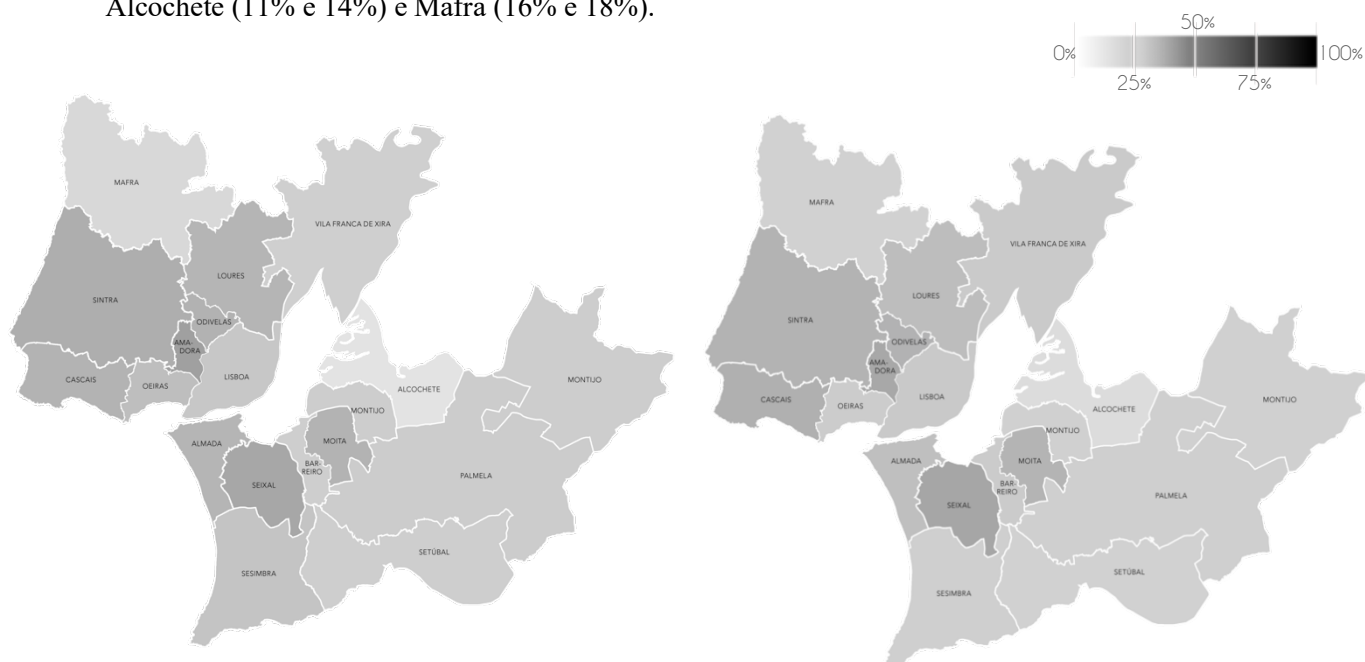 Alcochete (11% e 14%) e Mafra (16% e 18%).
50%
0%
100%
25%
75%
MAFRA
VILA FRANCA DE XIRA
LOURES
SINTRA
ODIVELAS
AMA-
DORA
CASCAIS
OEIRAS
LISBOA
ALCOCHETE
MONTIJO
MONTIJO
ALMADA
MOITA
BAR-
REIRO
SEIXAL
PALMELA
SETÚBAL
SESIMBRA
MAFRA
VILA FRANCA DE XIRA
LOURES
SINTRA
ODIVELAS
AMA-
DORA
CASCAIS
OEIRAS
LISBOA
ALCOCHETE
MONTIJO
MONTIJO
ALMADA
MOITA
BAR
REIRO
SEIXAL
PALMELA
SETÚBAL
SESIMBRA